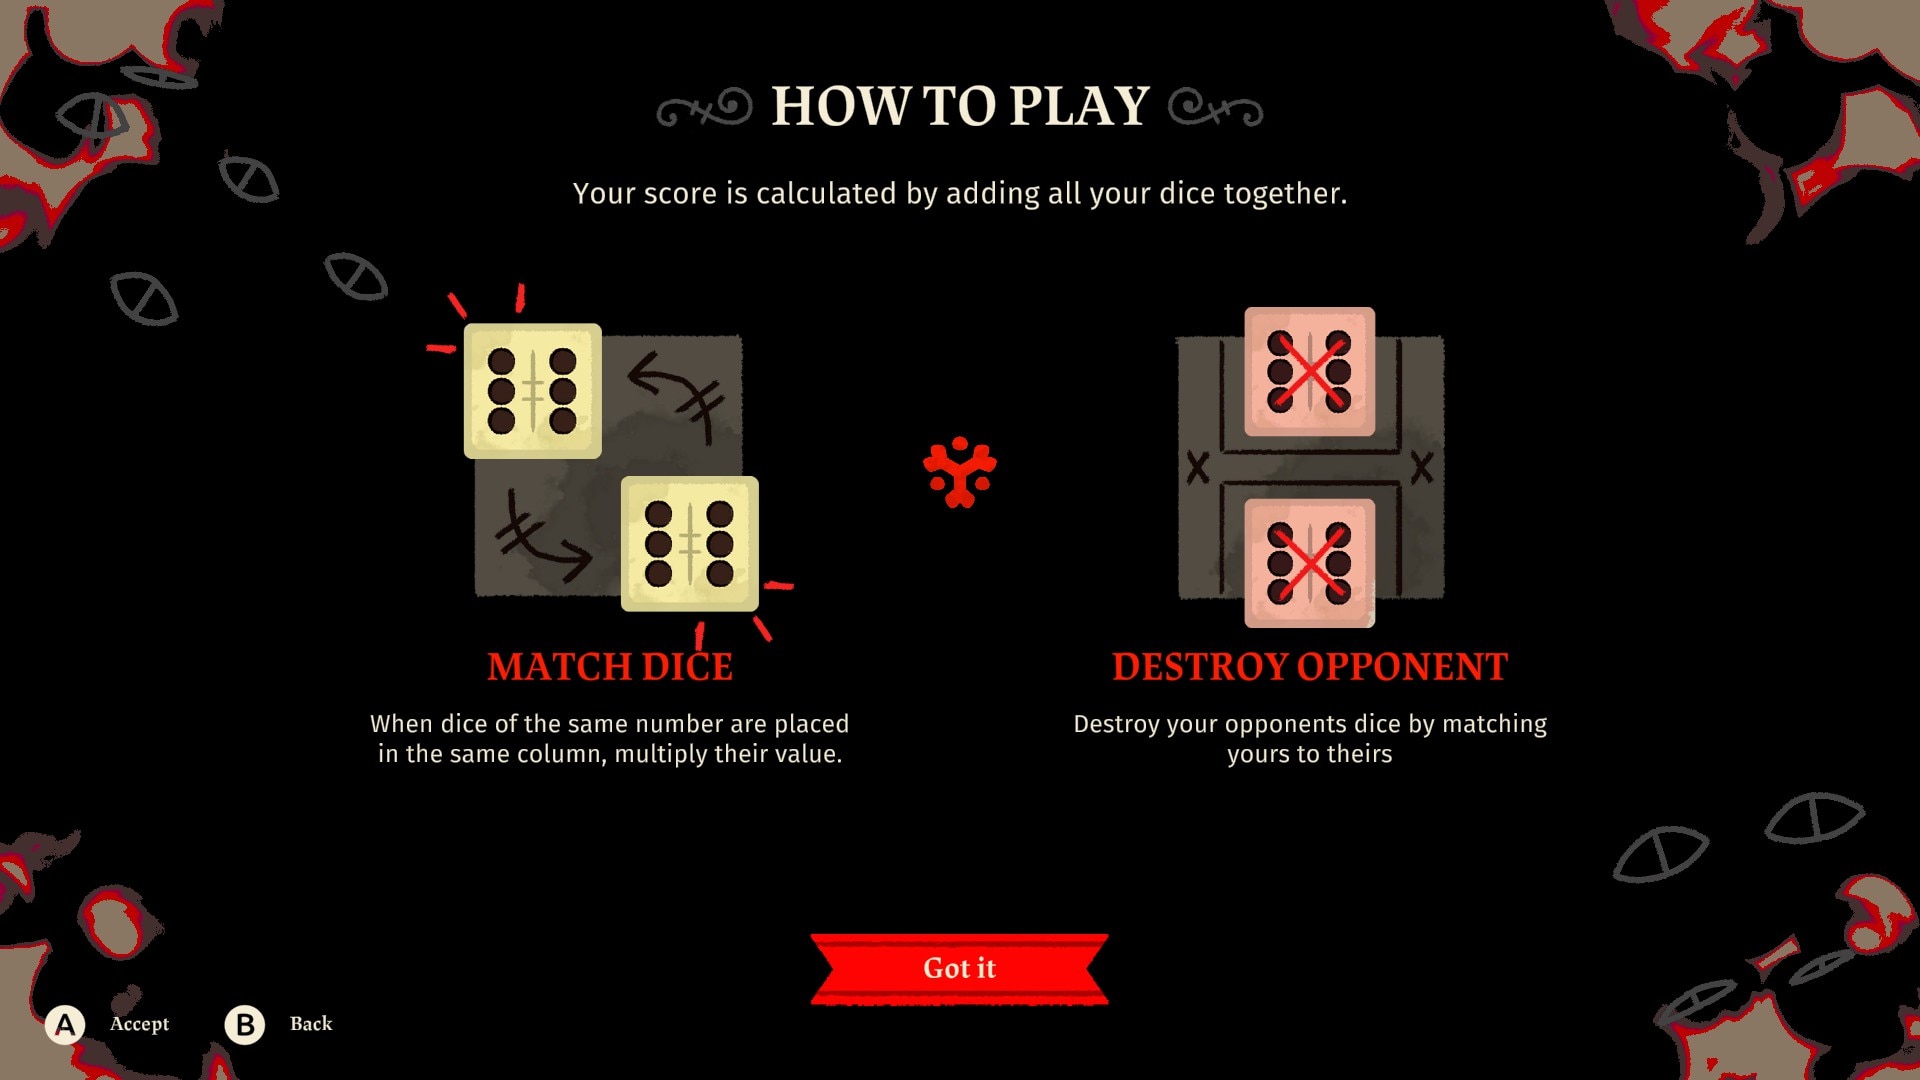 HOW TO PLAY
Your score is calculated by adding all your dice together.
MATCH DICE
When dice of the same number are placed
in the same column, multiply their value.
DESTROY OPPONENT
Destroy your opponents dice by matching
yours to theirs
Got it
A Accept B Back